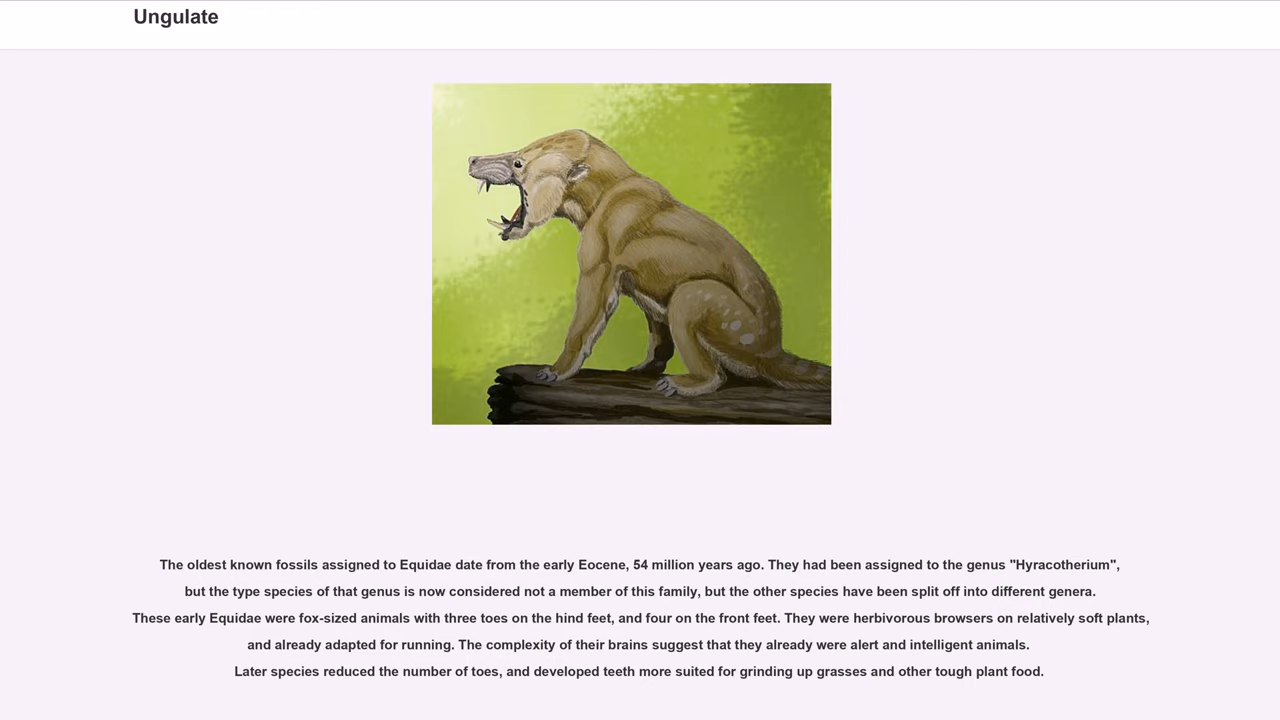 Ungulate
The oldest known fossils assigned to Equidae date from the early Eocene, 54 million years ago. They had been assigned to the genus "Hyracotherium",
but the type species of that genus is now considered not a member of this family, but the other species have been split off into different genera.
These early Equidae were fox-sized animals with three toes on the hind feet, and four on the front feet. They were herbivorous browsers on relatively soft plants,
and already adapted for running. The complexity of their brains suggest that they already were alert and intelligent animals.
Later species reduced the number of toes, and developed teeth more suited for grinding up grasses and other tough plant food.